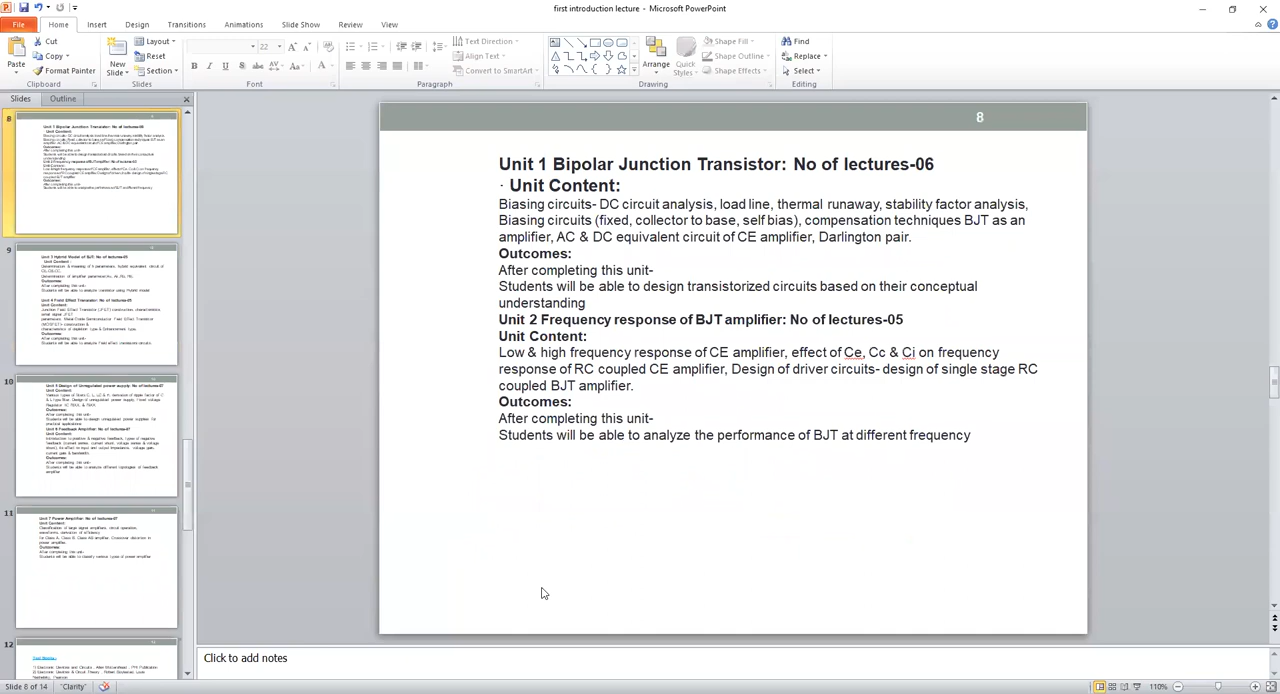 first introduction lecture - Microsoft PowerPoint
File Home Insert Design Transitions Animations Slide Show Review View
Cut Layout 22 Text Direction Shape Fill Find
Paste Copy New Slide Reset Align Text Arrange Quick Styles Shape Outline Replace
Format Painter Section Convert to SmartArt Shape Effects Select
Clipboard Slides Font Paragraph Drawing Editing
Slides Outline
8
8
Unit 1 Bipolar Junction Transistor: No of lectures-06
Unit Content:
Biasing circuits- DC circuit analysis, load line, thermal runaway, stability factor analysis,
Biasing circuits (fixed, collector to base, self bias), compensation techniques BJT as an
amplifier, AC & DC equivalent circuit of CE amplifier, Darlington pair.
Outcomes:
After completing this unit-
Students will be able to design transistorized circuit based on their conceptual
understanding
Unit 2 Frequency response of BJT amplifier: No of lectures-05
Unit Content:
Low & high frequency response of CE amplifier, effect of Ce, Cc & Ci on frequency
response of RC coupled CE amplifier, Design of driver circuits- design of single stage RC
coupled BJT amplifier.
Outcomes:
After completing this unit-
Students will be able to analyze the performance of BJT at different frequency
9
10
11
12
Click to add notes
Slide 8 of 14 "Clarity" 110%